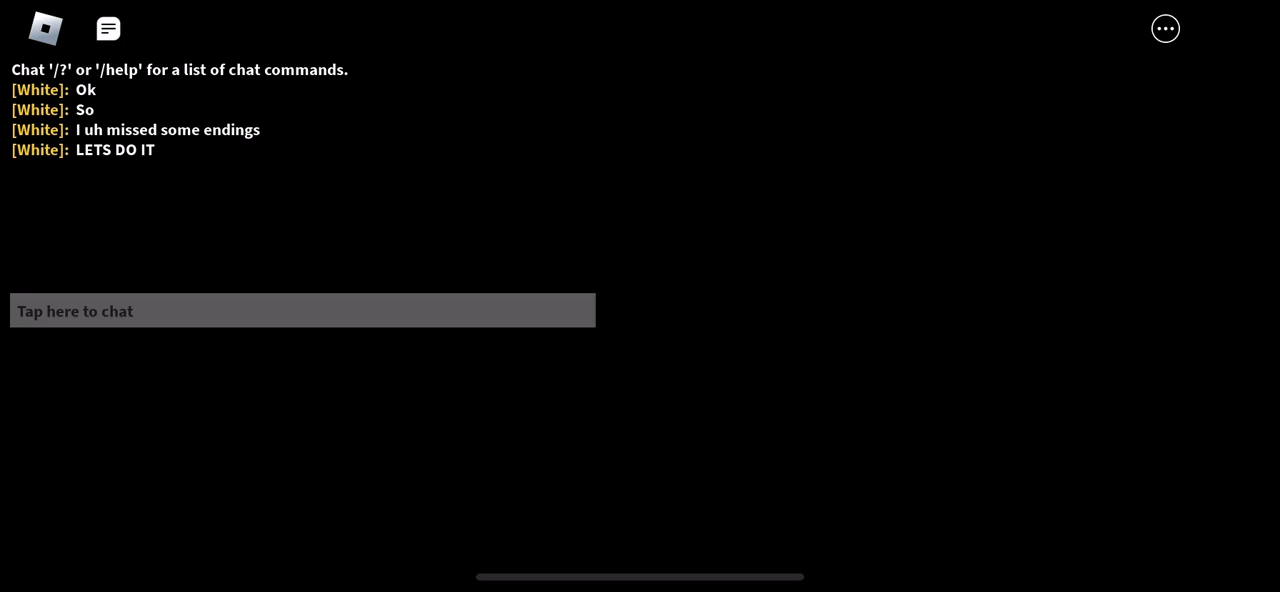 Chat '/?' or '/help' for a list of chat commands.
[White]: Ok
[White]: So
[White]: I uh missed some endings
[White]: LETS DO IT
Tap here to chat